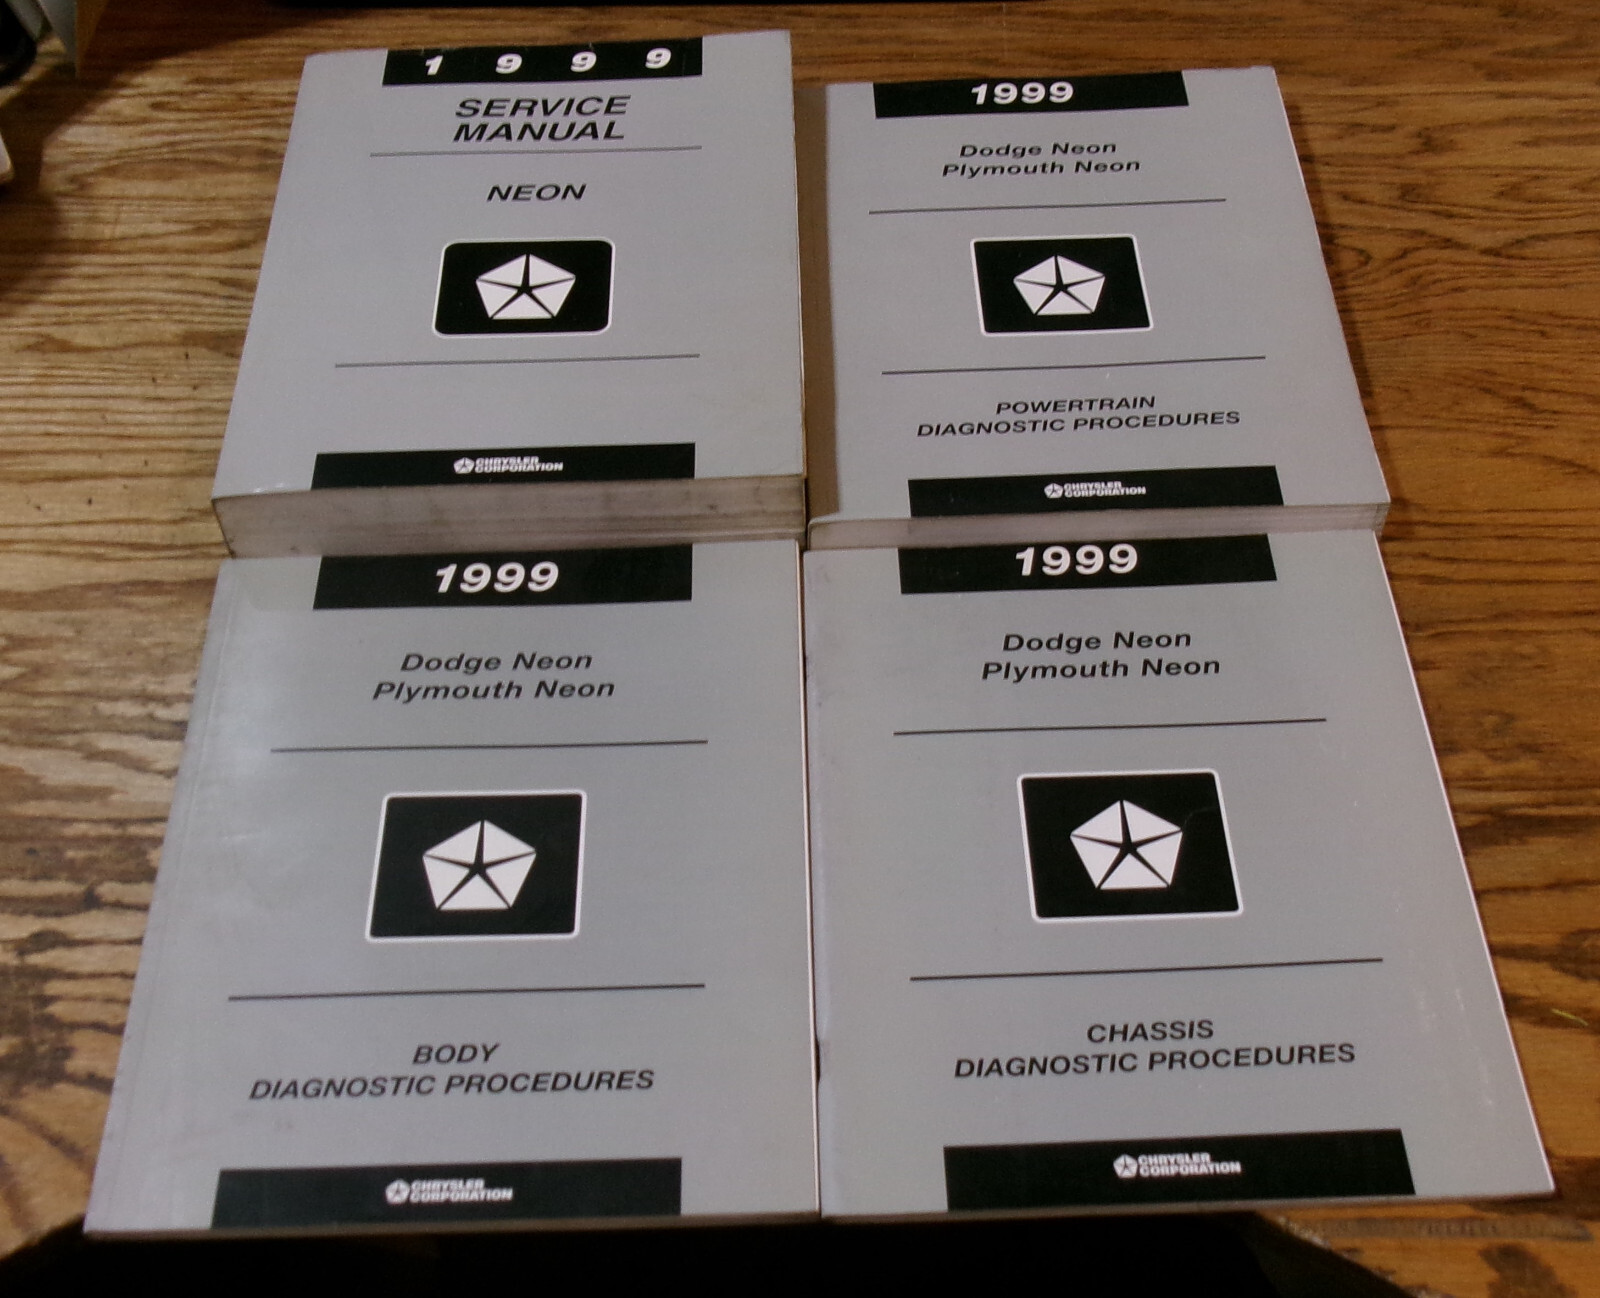 1 9 9 9
SERVICE
MANUAL
NEON
CHRYSLER
CORPORATION
1999
Dodge Neon
Plymouth Neon
POWERTRAIN
DIAGNOSTIC PROCEDURES
CHRYSLER
CORPORATION
1999
Dodge Neon
Plymouth Neon
BODY
DIAGNOSTIC PROCEDURES
CHRYSLER
CORPORATION
1999
Dodge Neon
Plymouth Neon
CHASSIS
DIAGNOSTIC PROCEDURES
CHRYSLER
CORPORATION